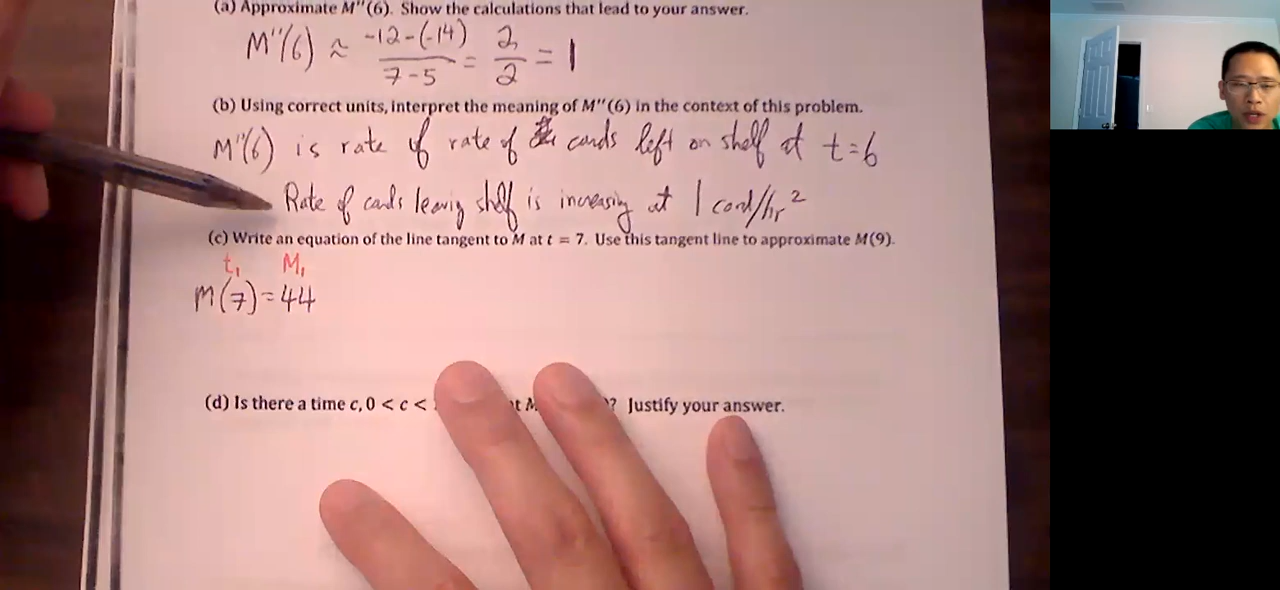 (a) Approximate M''(6). Show the calculations that lead to your answer.
M''(6) ≈ -12-(-14) / 7-5 = 2/2 = 1
(b) Using correct units, interpret the meaning of M''(6) in the context of this problem.
M''(6) is rate of rate of cards left on shelf at t=6
Rate of cards leaving shelf is increasing at 1 card/hr²
(c) Write an equation of the line tangent to M at t = 7. Use this tangent line to approximate M(9).
t₁ M₁
M(7)=44
(d) Is there a time c, 0 < c < ? Justify your answer.